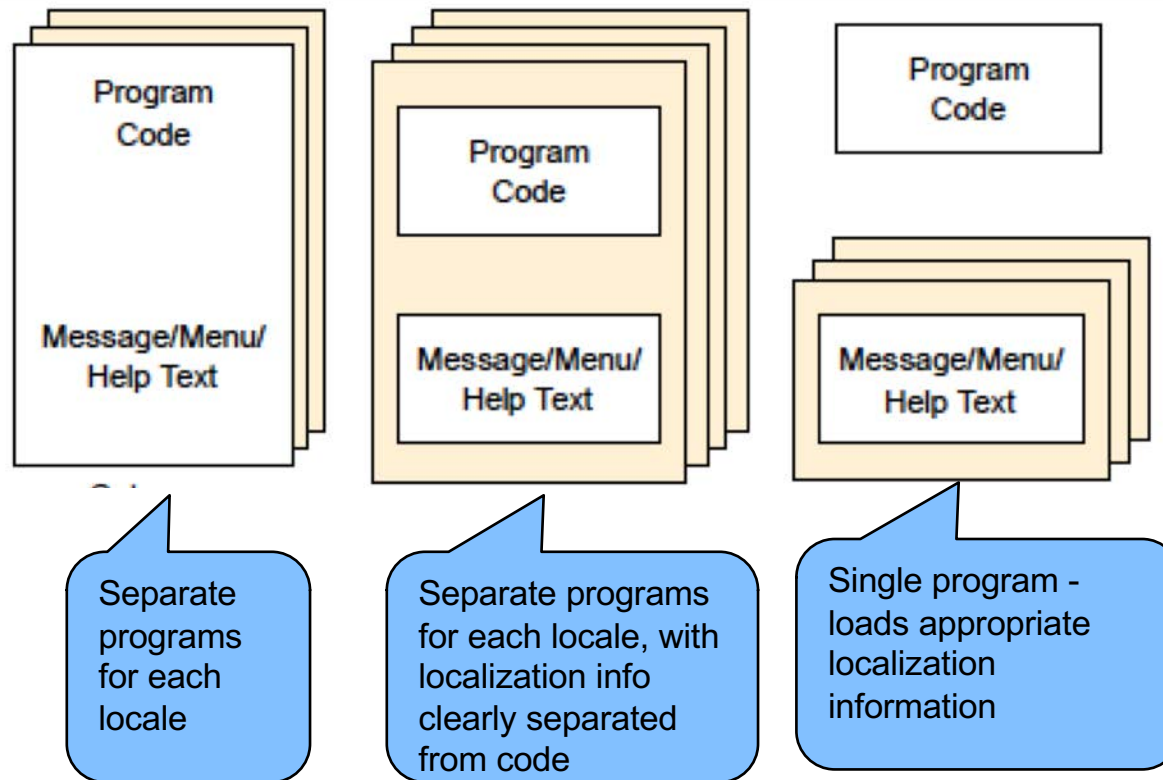 Program
Code
Message/Menu/
Help Text
Program
Code
Message/Menu/
Help Text
Program
Code
Message/Menu/
Help Text
Separate
programs
for each
locale
Separate programs
for each locale, with
localization info
clearly separated
from code
Single program -
loads appropriate
localization
information